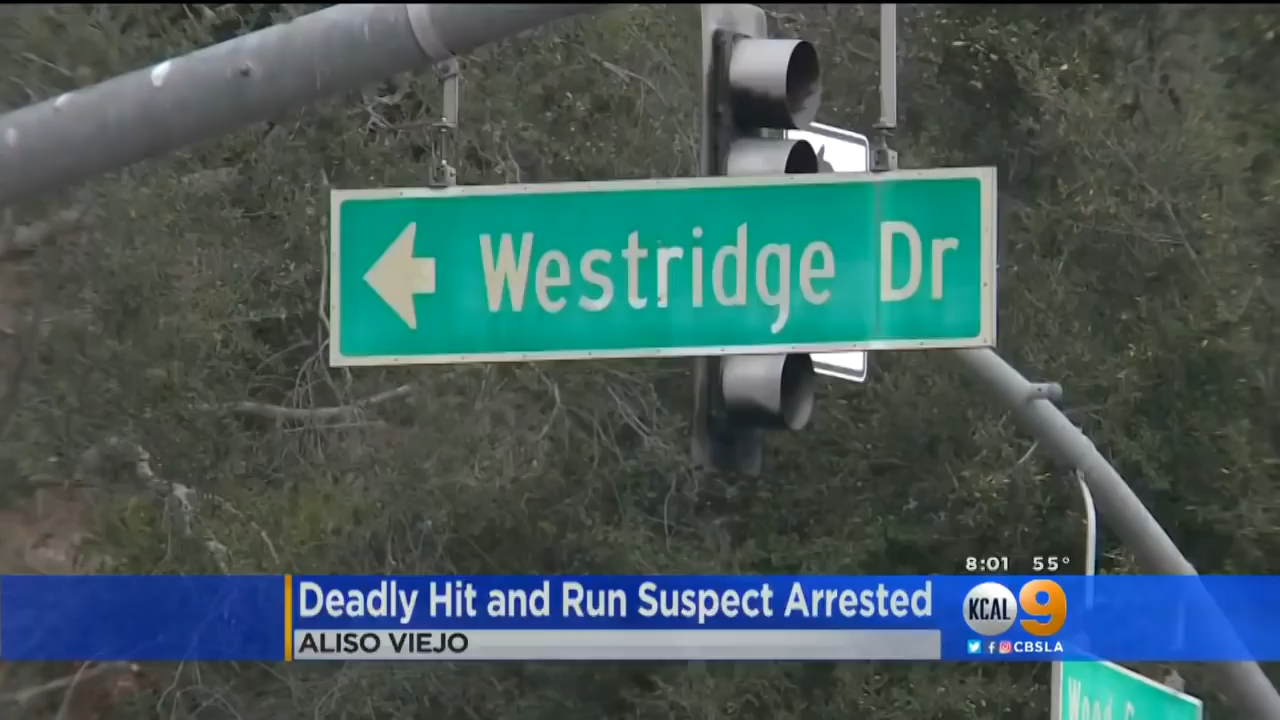 Westridge Dr
8:01 55°
Deadly Hit and Run Suspect Arrested
KCAL 9
ALISO VIEJO
CBSLA